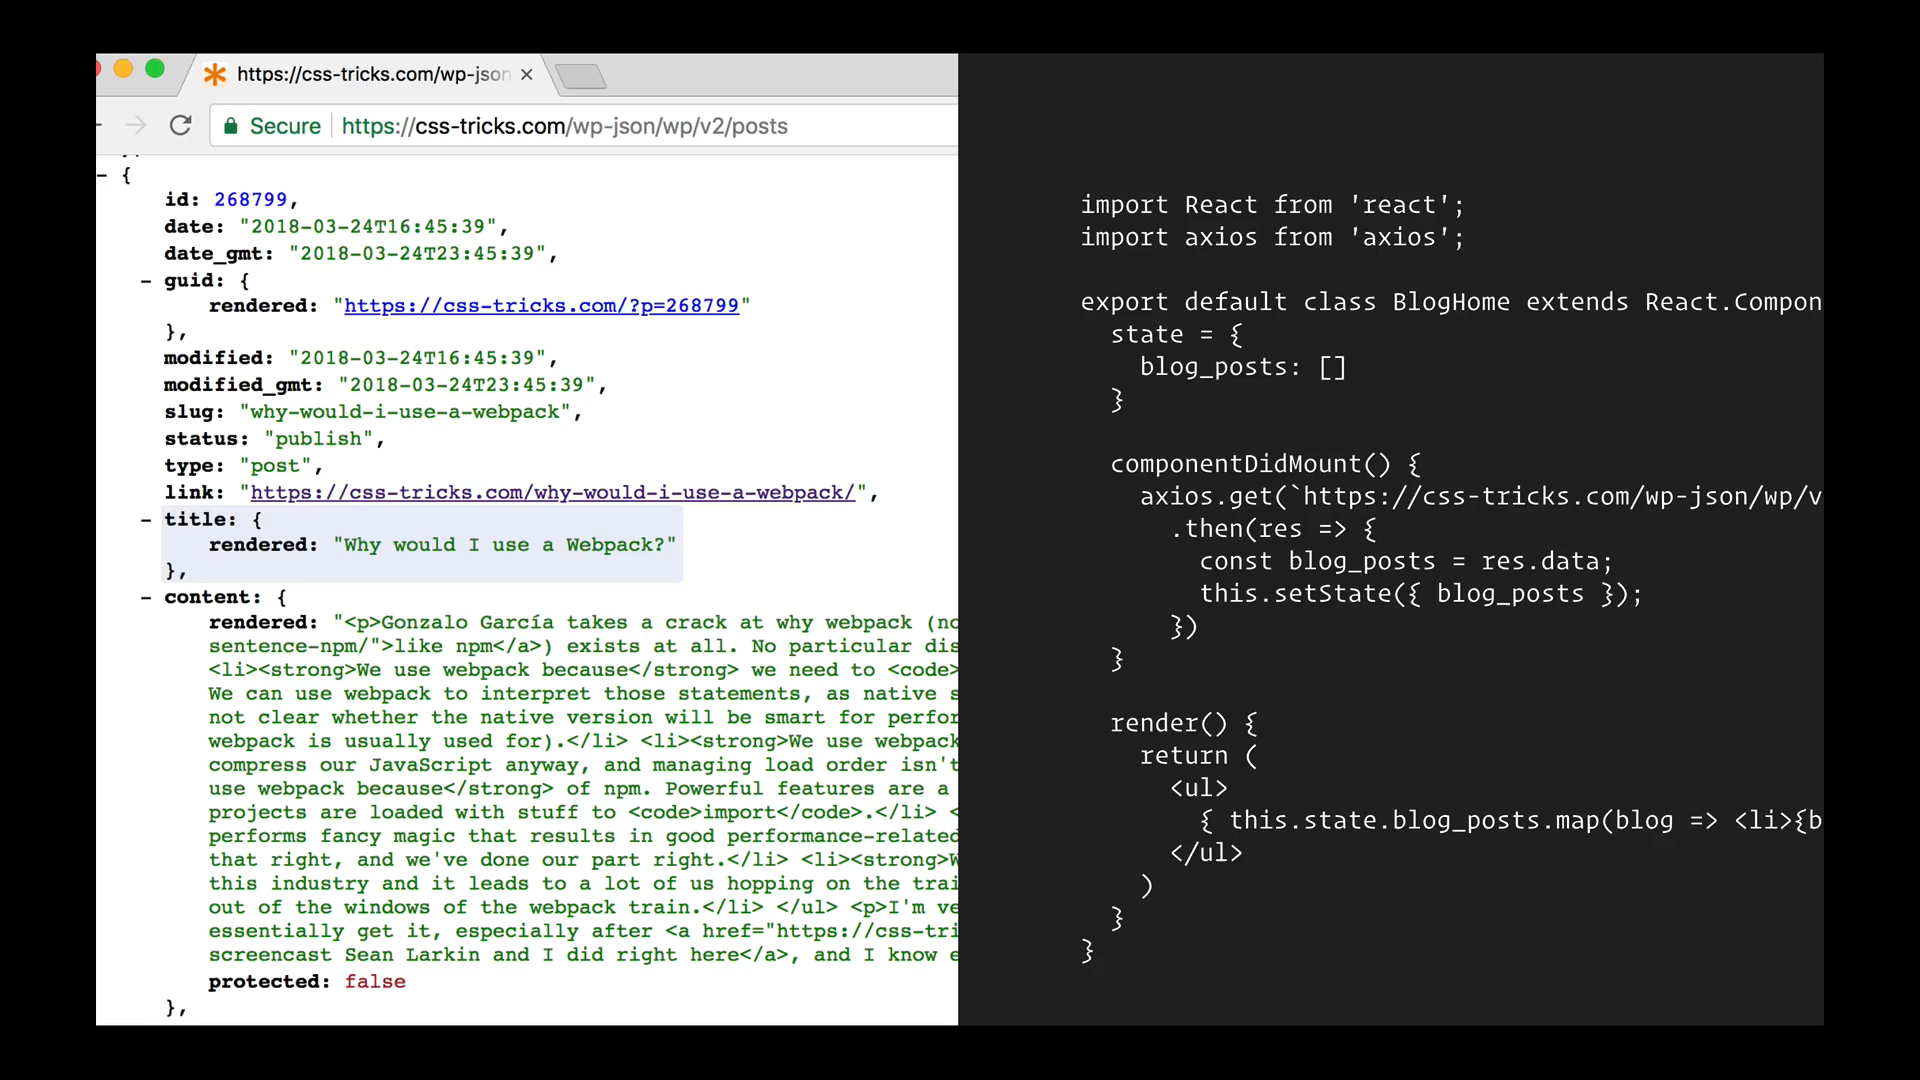 https://css-tricks.com/wp-json
Secure https://css-tricks.com/wp-json/wp/v2/posts
- {
id: 268799,
date: "2018-03-24T16:45:39",
date_gmt: "2018-03-24T23:45:39",
- guid: {
rendered: "https://css-tricks.com/?p=268799"
},
modified: "2018-03-24T16:45:39",
modified_gmt: "2018-03-24T23:45:39",
slug: "why-would-i-use-a-webpack",
status: "publish",
type: "post",
link: "https://css-tricks.com/why-would-i-use-a-webpack/",
- title: {
rendered: "Why would I use a Webpack?"
},
- content: {
rendered: "<p>Gonzalo García takes a crack at why webpack (no
sentence-npm/">like npm</a>) exists at all. No particular dis
<li><strong>We use webpack because</strong> we need to <code>
We can use webpack to interpret those statements, as native s
not clear whether the native version will be smart for perfor
webpack is usually used for).</li> <li><strong>We use webpack
compress our JavaScript anyway, and managing load order isn't
use webpack because</strong> of npm. Powerful features are a
projects are loaded with stuff to <code>import</code>.</li> <
performs fancy magic that results in good performance-related
that right, and we've done our part right.</li> <li><strong>W
this industry and it leads to a lot of us hopping on the trai
out of the windows of the webpack train.</li> </ul> <p>I'm ve
essentially get it, especially after <a href="https://css-tri
screencast Sean Larkin and I did right here</a>, and I know e
protected: false
},
import React from 'react';
import axios from 'axios';
export default class BlogHome extends React.Compon
state = {
blog_posts: []
}
componentDidMount() {
axios.get(`https://css-tricks.com/wp-json/wp/v
.then(res => {
const blog_posts = res.data;
this.setState({ blog_posts });
})
}
render() {
return (
<ul>
{ this.state.blog_posts.map(blog => <li>{b
</ul>
)
}
}